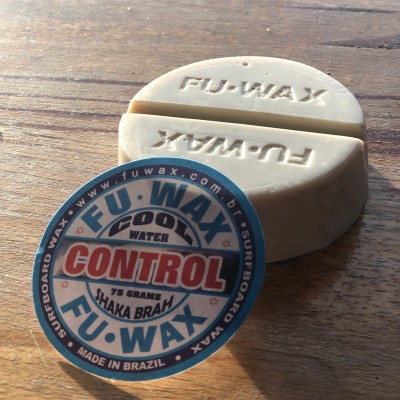 FU•WAX
FU•WAX
• www.fuwax.com.br •
SURFBOARD WAX
SURFBOARD WAX
FU•WAX
COOL
WATER
CONTROL
75 GRAMS
SHAKA BRAH
FU•WAX
• MADE IN BRAZIL •